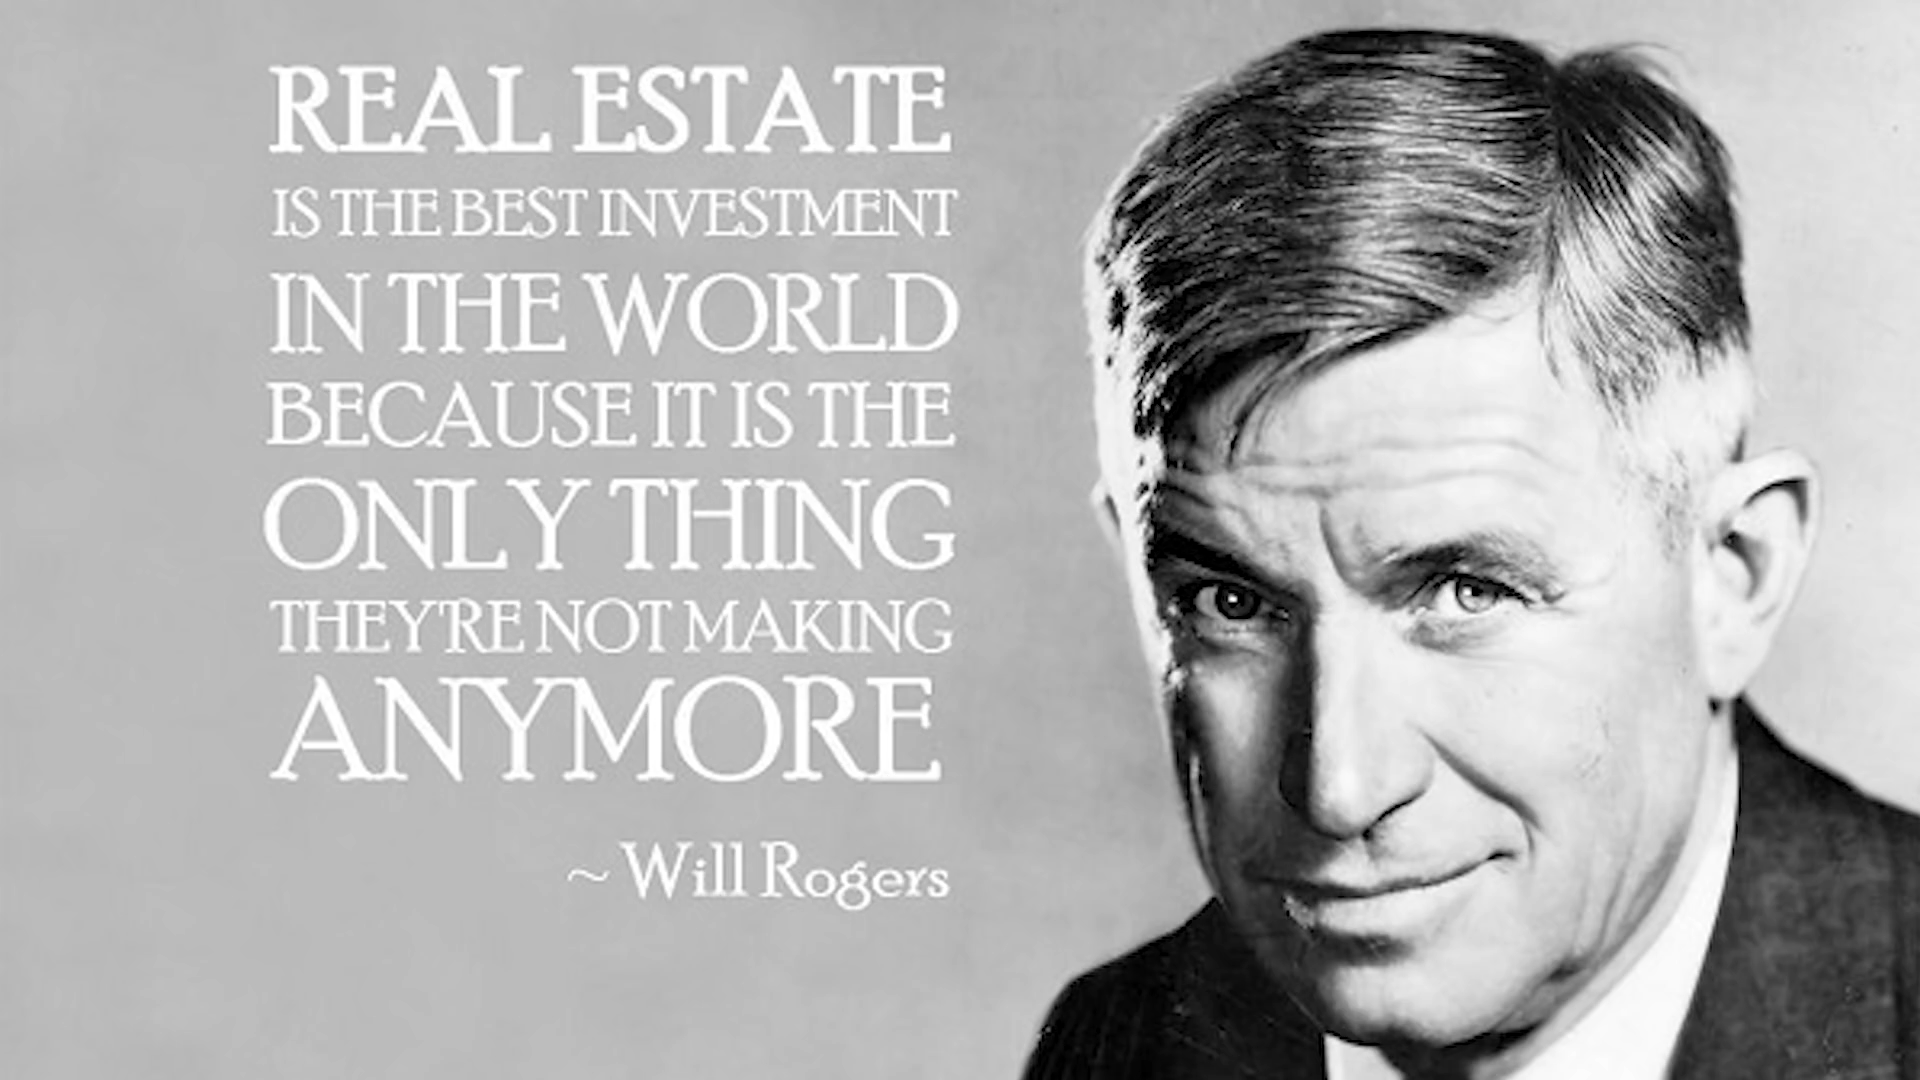 REAL ESTATE
IS THE BEST INVESTMENT
IN THE WORLD
BECAUSE IT IS THE
ONLY THING
THEY'RE NOT MAKING
ANYMORE
~ Will Rogers